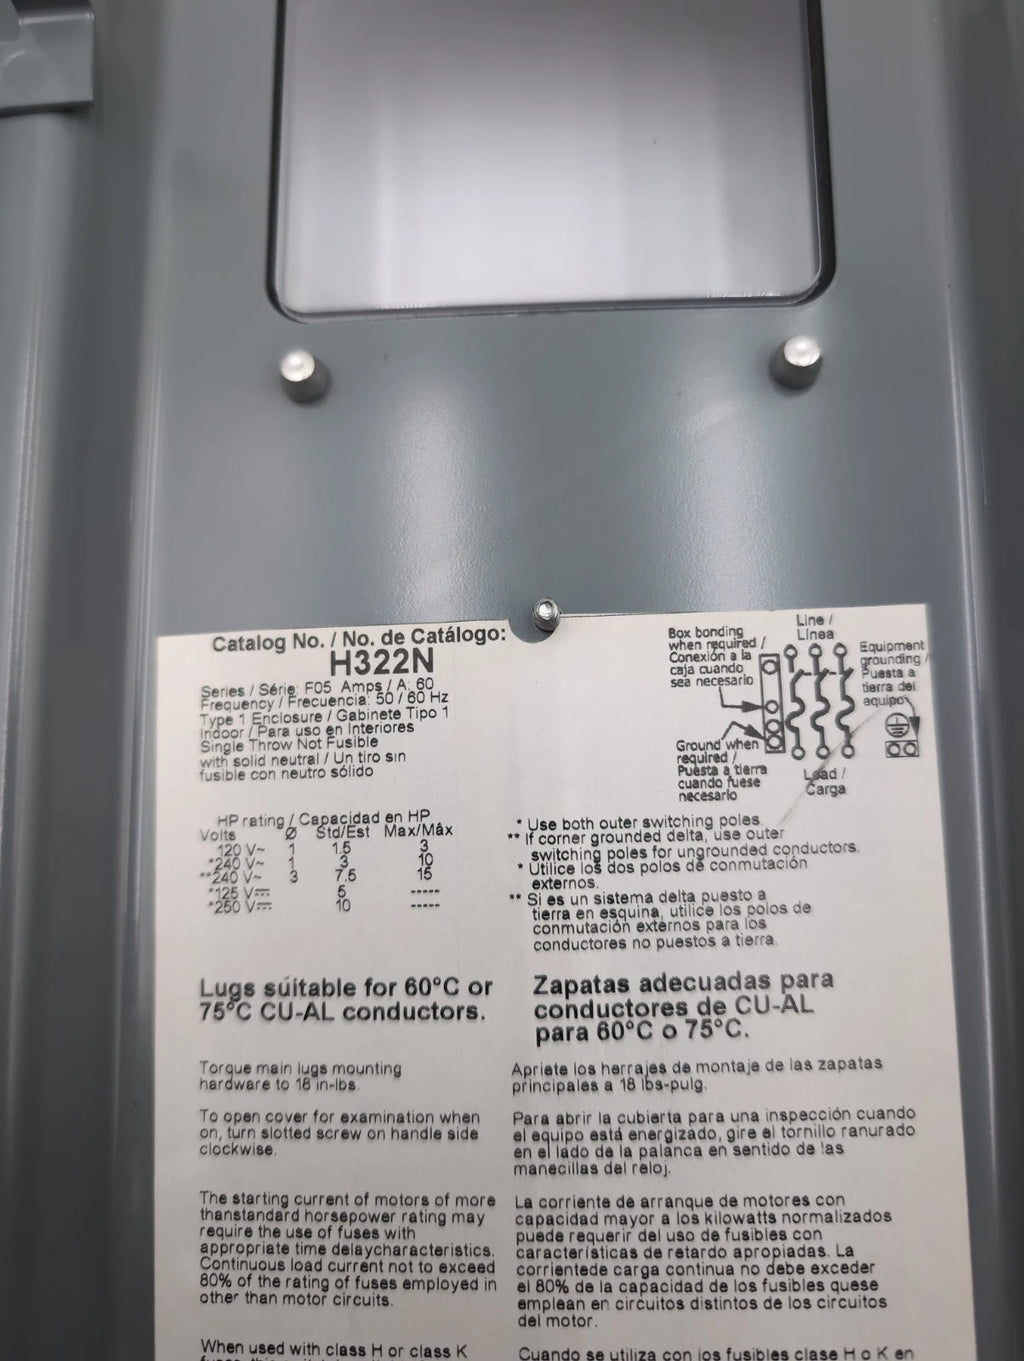 Catalog No. / No. de Catálogo:
H322N
Series / Série: F05 Amps / A: 60
Frequency / Frecuencia: 50 / 60 Hz
Type 1 Enclosure / Gabinete Tipo 1
Indoor / Para uso en Interiores
Single Throw Not Fusible
with solid neutral / Un tiro sin
fusible con neutro sólido
Box bonding
when required /
Conexión a la
caja cuando
sea necesario
Line /
Línea
Equipment
grounding /
Puesta a
tierra del
equipo
Ground when
required /
Puesta a tierra
cuando fuese
necesario
Load /
Carga
HP rating / Capacidad en HP
Volts Ø Std/Est Max/Mâx
120 V~ 1 1.5 3
*240 V~ 1 3 10
**240 V~ 3 7.5 15
*125 V⎓ 5 -----
*250 V⎓ 10 -----
* Use both outer switching poles.
** If corner grounded delta, use outer
switching poles for ungrounded conductors.
* Utilice los dos polos de conmutación
externos.
** Si es un sistema delta puesto a
tierra en esquina, utilice los polos de
conmutación externos para los
conductores no puestos a tierra.
Lugs suitable for 60°C or
75°C CU-AL conductors.
Zapatas adecuadas para
conductores de CU-AL
para 60°C o 75°C.
Torque main lugs mounting
hardware to 18 in-lbs.
Apriete los herrajes de montaje de las zapatas
principales a 18 lbs-pulg.
To open cover for examination when
on, turn slotted screw on handle side
clockwise.
Para abrir la cubierta para una inspección cuando
el equipo está energizado, gire el tornillo ranurado
en el lado de la palanca en sentido de las
manecillas del reloj.
The starting current of motors of more
thanstandard horsepower rating may
require the use of fuses with
appropriate time delaycharacteristics.
Continuous load current not to exceed
80% of the rating of fuses employed in
other than motor circuits.
La corriente de arranque de motores con
capacidad mayor a los kilowatts normalizados
puede requerir del uso de fusibles con
características de retardo apropiadas. La
corrientede carga continua no debe exceder
el 80% de la capacidad de los fusibles quese
emplean en circuitos distintos de los circuitos
del motor.
When used with class H or class K
Cuando se utiliza con los fusibles clase H o K en